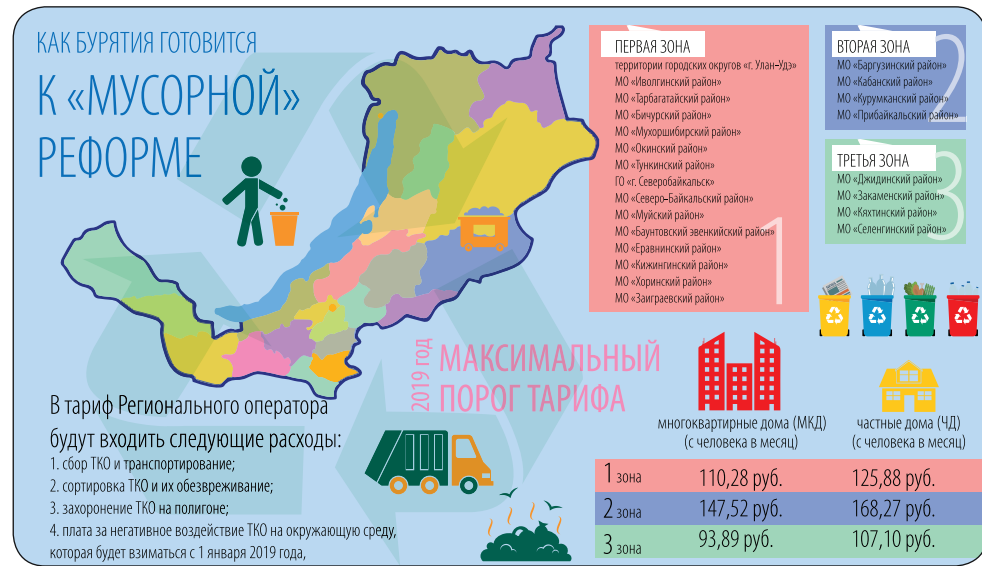 КАК БУРЯТИЯ ГОТОВИТСЯ
К «МУСОРНОЙ»
РЕФОРМЕ
ПЕРВАЯ ЗОНА
территории городских округов «г. Улан-Удэ»
МО «Иволгинский район»
МО «Тарбагатайский район»
МО «Бичурский район»
МО «Мухоршибирский район»
МО «Окинский район»
МО «Тункинский район»
ГО «г. Северобайкальск»
МО «Северо-Байкальский район»
МО «Муйский район»
МО «Баунтовский эвенкийский район»
МО «Еравнинский район»
МО «Кижингинский район»
МО «Хоринский район»
МО «Заиграевский район»
1
ВТОРАЯ ЗОНА
МО «Баргузинский район»
МО «Кабанский район»
МО «Курумканский район»
МО «Прибайкальский район»
2
ТРЕТЬЯ ЗОНА
МО «Джидинский район»
МО «Закаменский район»
МО «Кяхтинский район»
МО «Селенгинский район»
3
2019 год
МАКСИМАЛЬНЫЙ
ПОРОГ ТАРИФА
многоквартирные дома (МКД)
(с человека в месяц)
частные дома (ЧД)
(с человека в месяц)
1 зона 110,28 руб. 125,88 руб.
2 зона 147,52 руб. 168,27 руб.
3 зона 93,89 руб. 107,10 руб.
В тариф Регионального оператора
будут входить следующие расходы:
1. сбор ТКО и транспортирование;
2. сортировка ТКО и их обезвреживание;
3. захоронение ТКО на полигоне;
4. плата за негативное воздействие ТКО на окружающую среду,
которая будет взиматься с 1 января 2019 года,